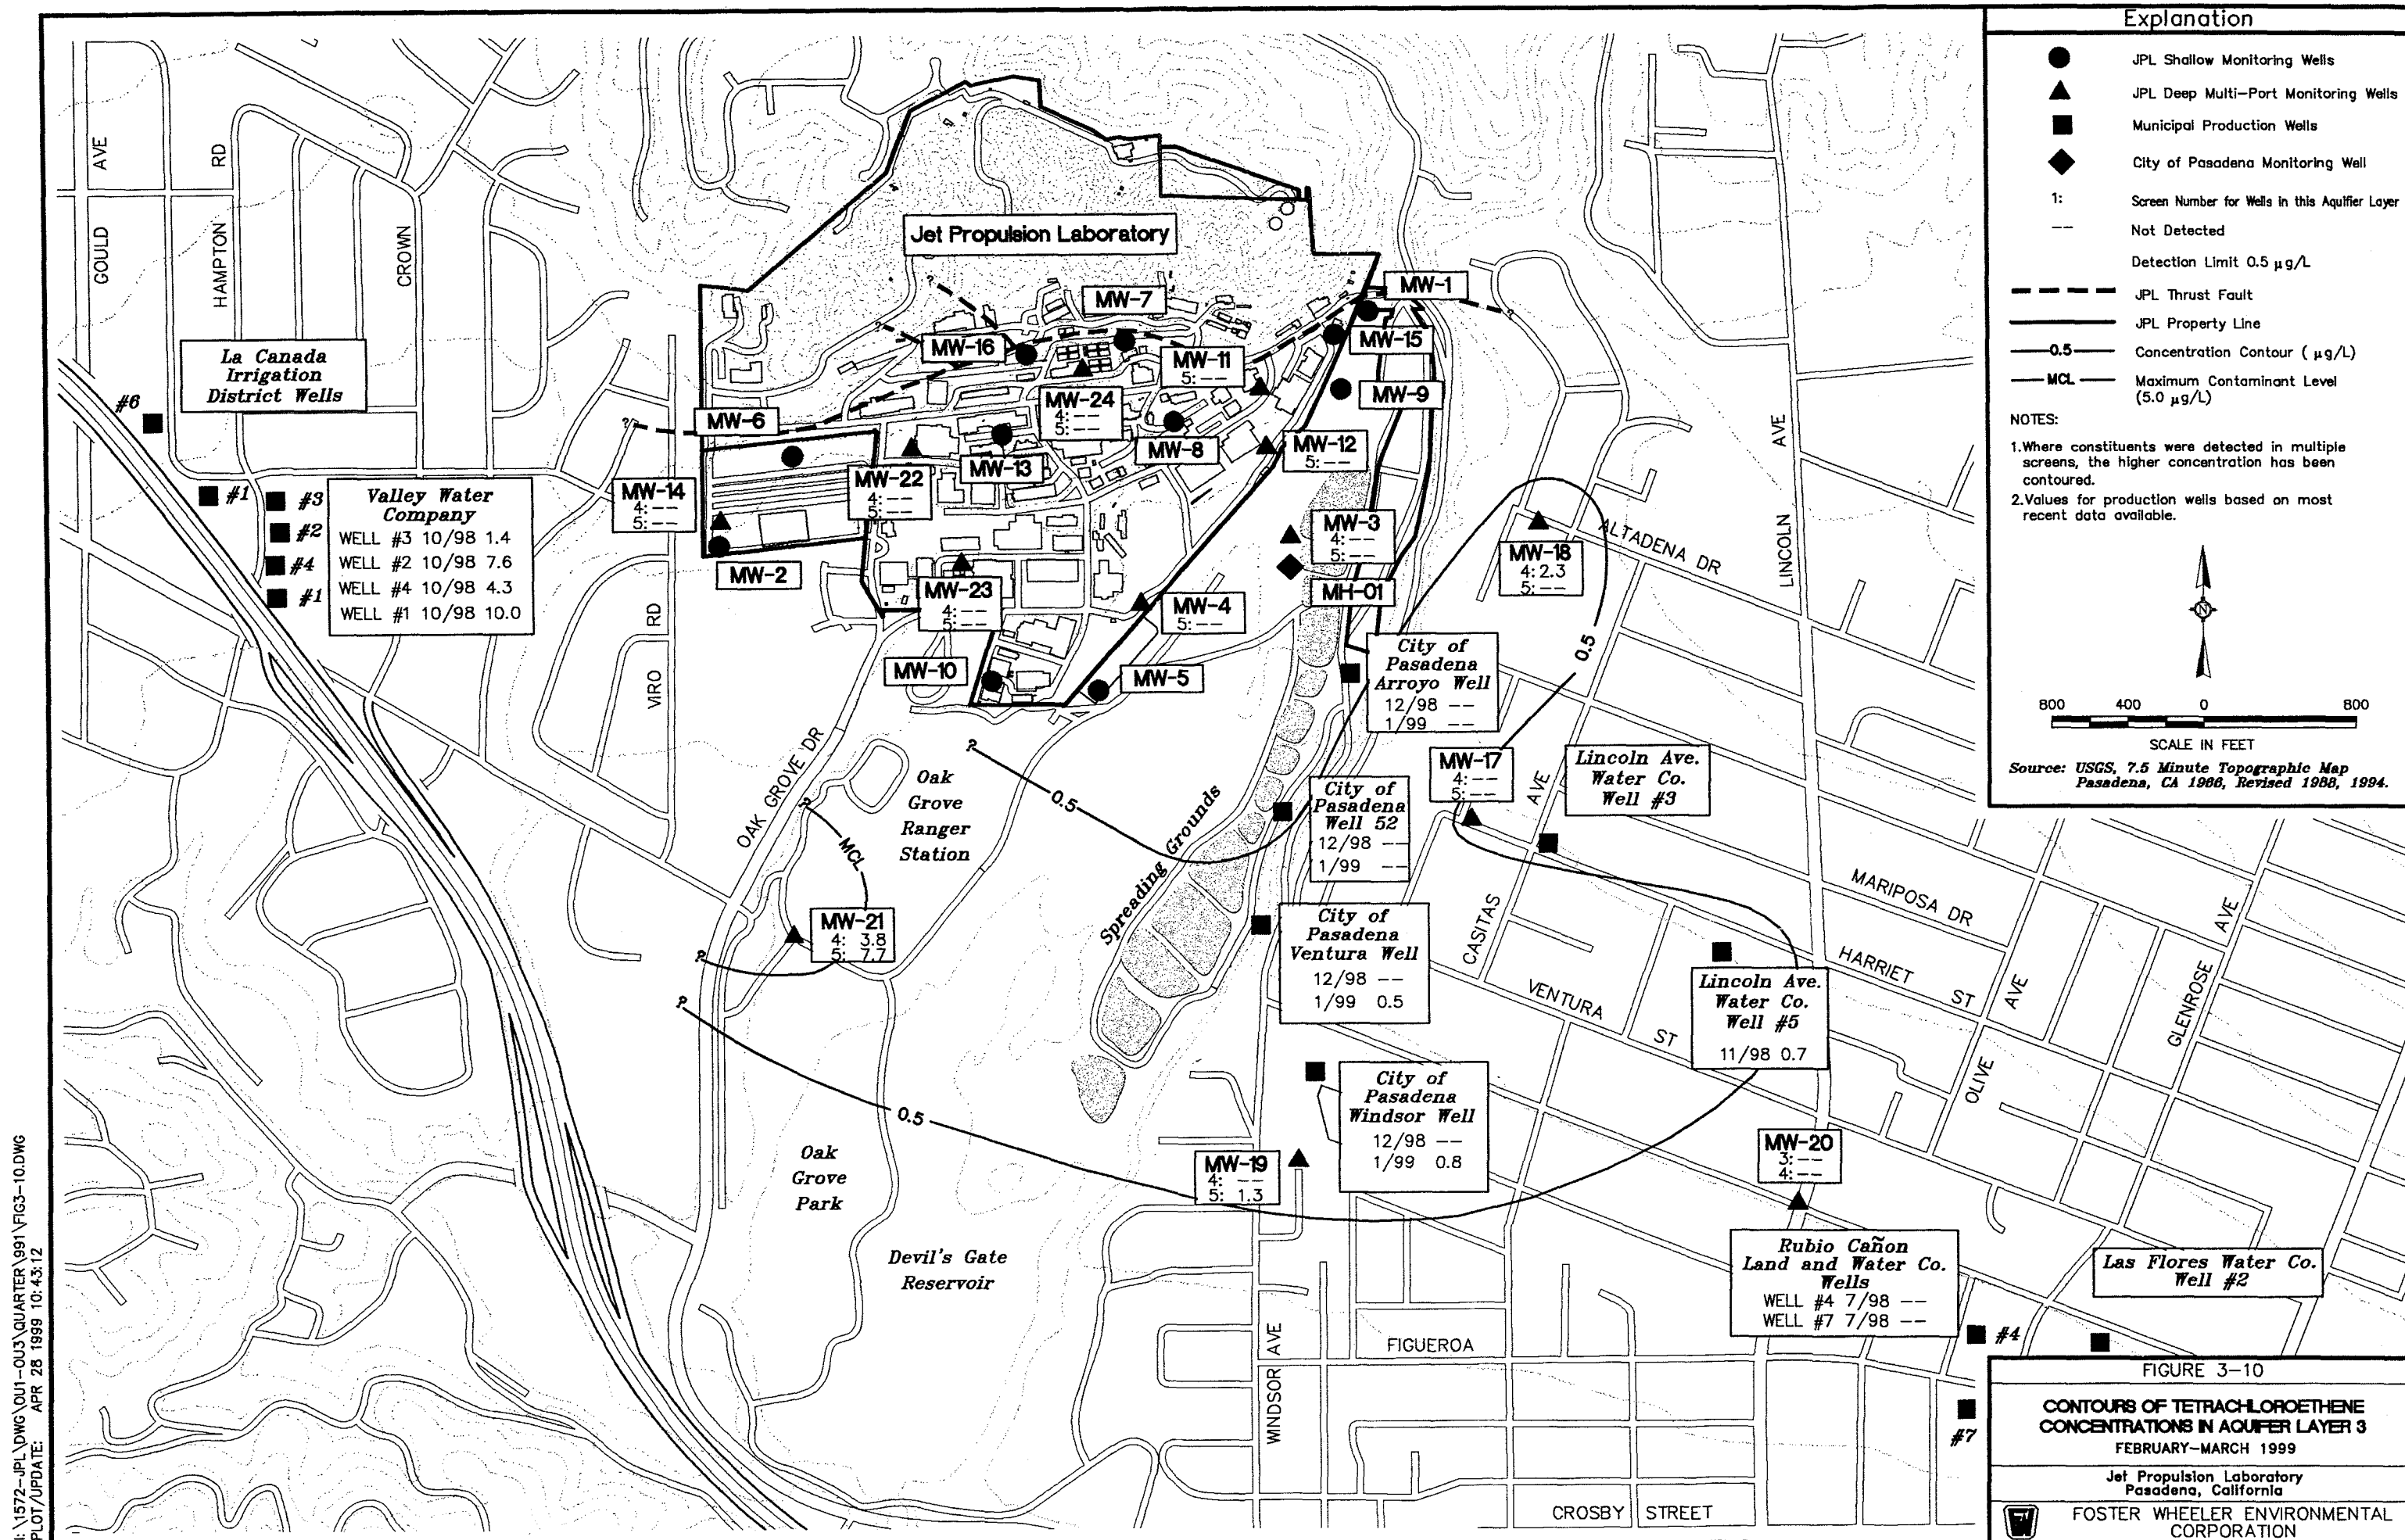 Explanation
JPL Shallow Monitoring Wells
JPL Deep Multi-Port Monitoring Wells
Municipal Production Wells
City of Pasadena Monitoring Well
1: Screen Number for Wells in this Aquifier Layer
-- Not Detected
Detection Limit 0.5 µg/L
JPL Thrust Fault
JPL Property Line
0.5 Concentration Contour ( µg/L)
MCL Maximum Contaminant Level
(5.0 µg/L)
NOTES:
1.Where constituents were detected in multiple
screens, the higher concentration has been
contoured.
2.Values for production wells based on most
recent data available.
N
800 400 0 800
SCALE IN FEET
Source: USGS, 7.5 Minute Topographic Map
Pasadena, CA 1966, Revised 1988, 1994.
GOULD AVE
HAMPTON RD
CROWN
Jet Propulsion Laboratory
La Canada
Irrigation
District Wells
#6
#1
#3
#2
#4
#1
Valley Water
Company
WELL #3 10/98 1.4
WELL #2 10/98 7.6
WELL #4 10/98 4.3
WELL #1 10/98 10.0
MW-1
MW-7
MW-16
MW-11
5: --
MW-15
MW-9
MW-24
4: --
5: --
MW-6
MW-8
MW-12
5: --
MW-13
MW-22
4: --
5: --
MW-14
4: --
5: --
MW-2
MW-3
4: --
5: --
MH-01
MW-18
4: 2.3
5: --
ALTADENA DR
LINCOLN AVE
MW-23
4: --
5: --
MW-4
5: --
MW-10
MW-5
VIRO RD
City of
Pasadena
Arroyo Well
12/98 --
1/99 --
0.5
OAK GROVE DR
?
?
?
?
?
?
?
?
Oak
Grove
Ranger
Station
0.5
MCL
Spreading Grounds
City of
Pasadena
Well 52
12/98 --
1/99 --
MW-17
4: --
5: --
CASITAS AVE
Lincoln Ave.
Water Co.
Well #3
MW-21
4: 3.8
5: 7.7
City of
Pasadena
Ventura Well
12/98 --
1/99 0.5
MARIPOSA DR
HARRIET ST
VENTURA ST
Lincoln Ave.
Water Co.
Well #5
11/98 0.7
OLIVE AVE
GLENROSE AVE
0.5
City of
Pasadena
Windsor Well
12/98 --
1/99 0.8
MW-19
4: --
5: 1.3
MW-20
3: --
4: --
Oak
Grove
Park
Devil's Gate
Reservoir
Rubio Cañon
Land and Water Co.
Wells
WELL #4 7/98 --
WELL #7 7/98 --
Las Flores Water Co.
Well #2
#4
#7
WINDSOR AVE
FIGUEROA
CROSBY STREET
FIGURE 3-10
CONTOURS OF TETRACHLOROETHENE
CONCENTRATIONS IN AQUIFER LAYER 3
FEBRUARY-MARCH 1999
Jet Propulsion Laboratory
Pasadena, California
FOSTER WHEELER ENVIRONMENTAL
CORPORATION
\1572-JPL\DWG\OU1-OU3\QUARTER\991\FIG3-10.DWG
PLOT/UPDATE: APR 28 1999 10:43:12